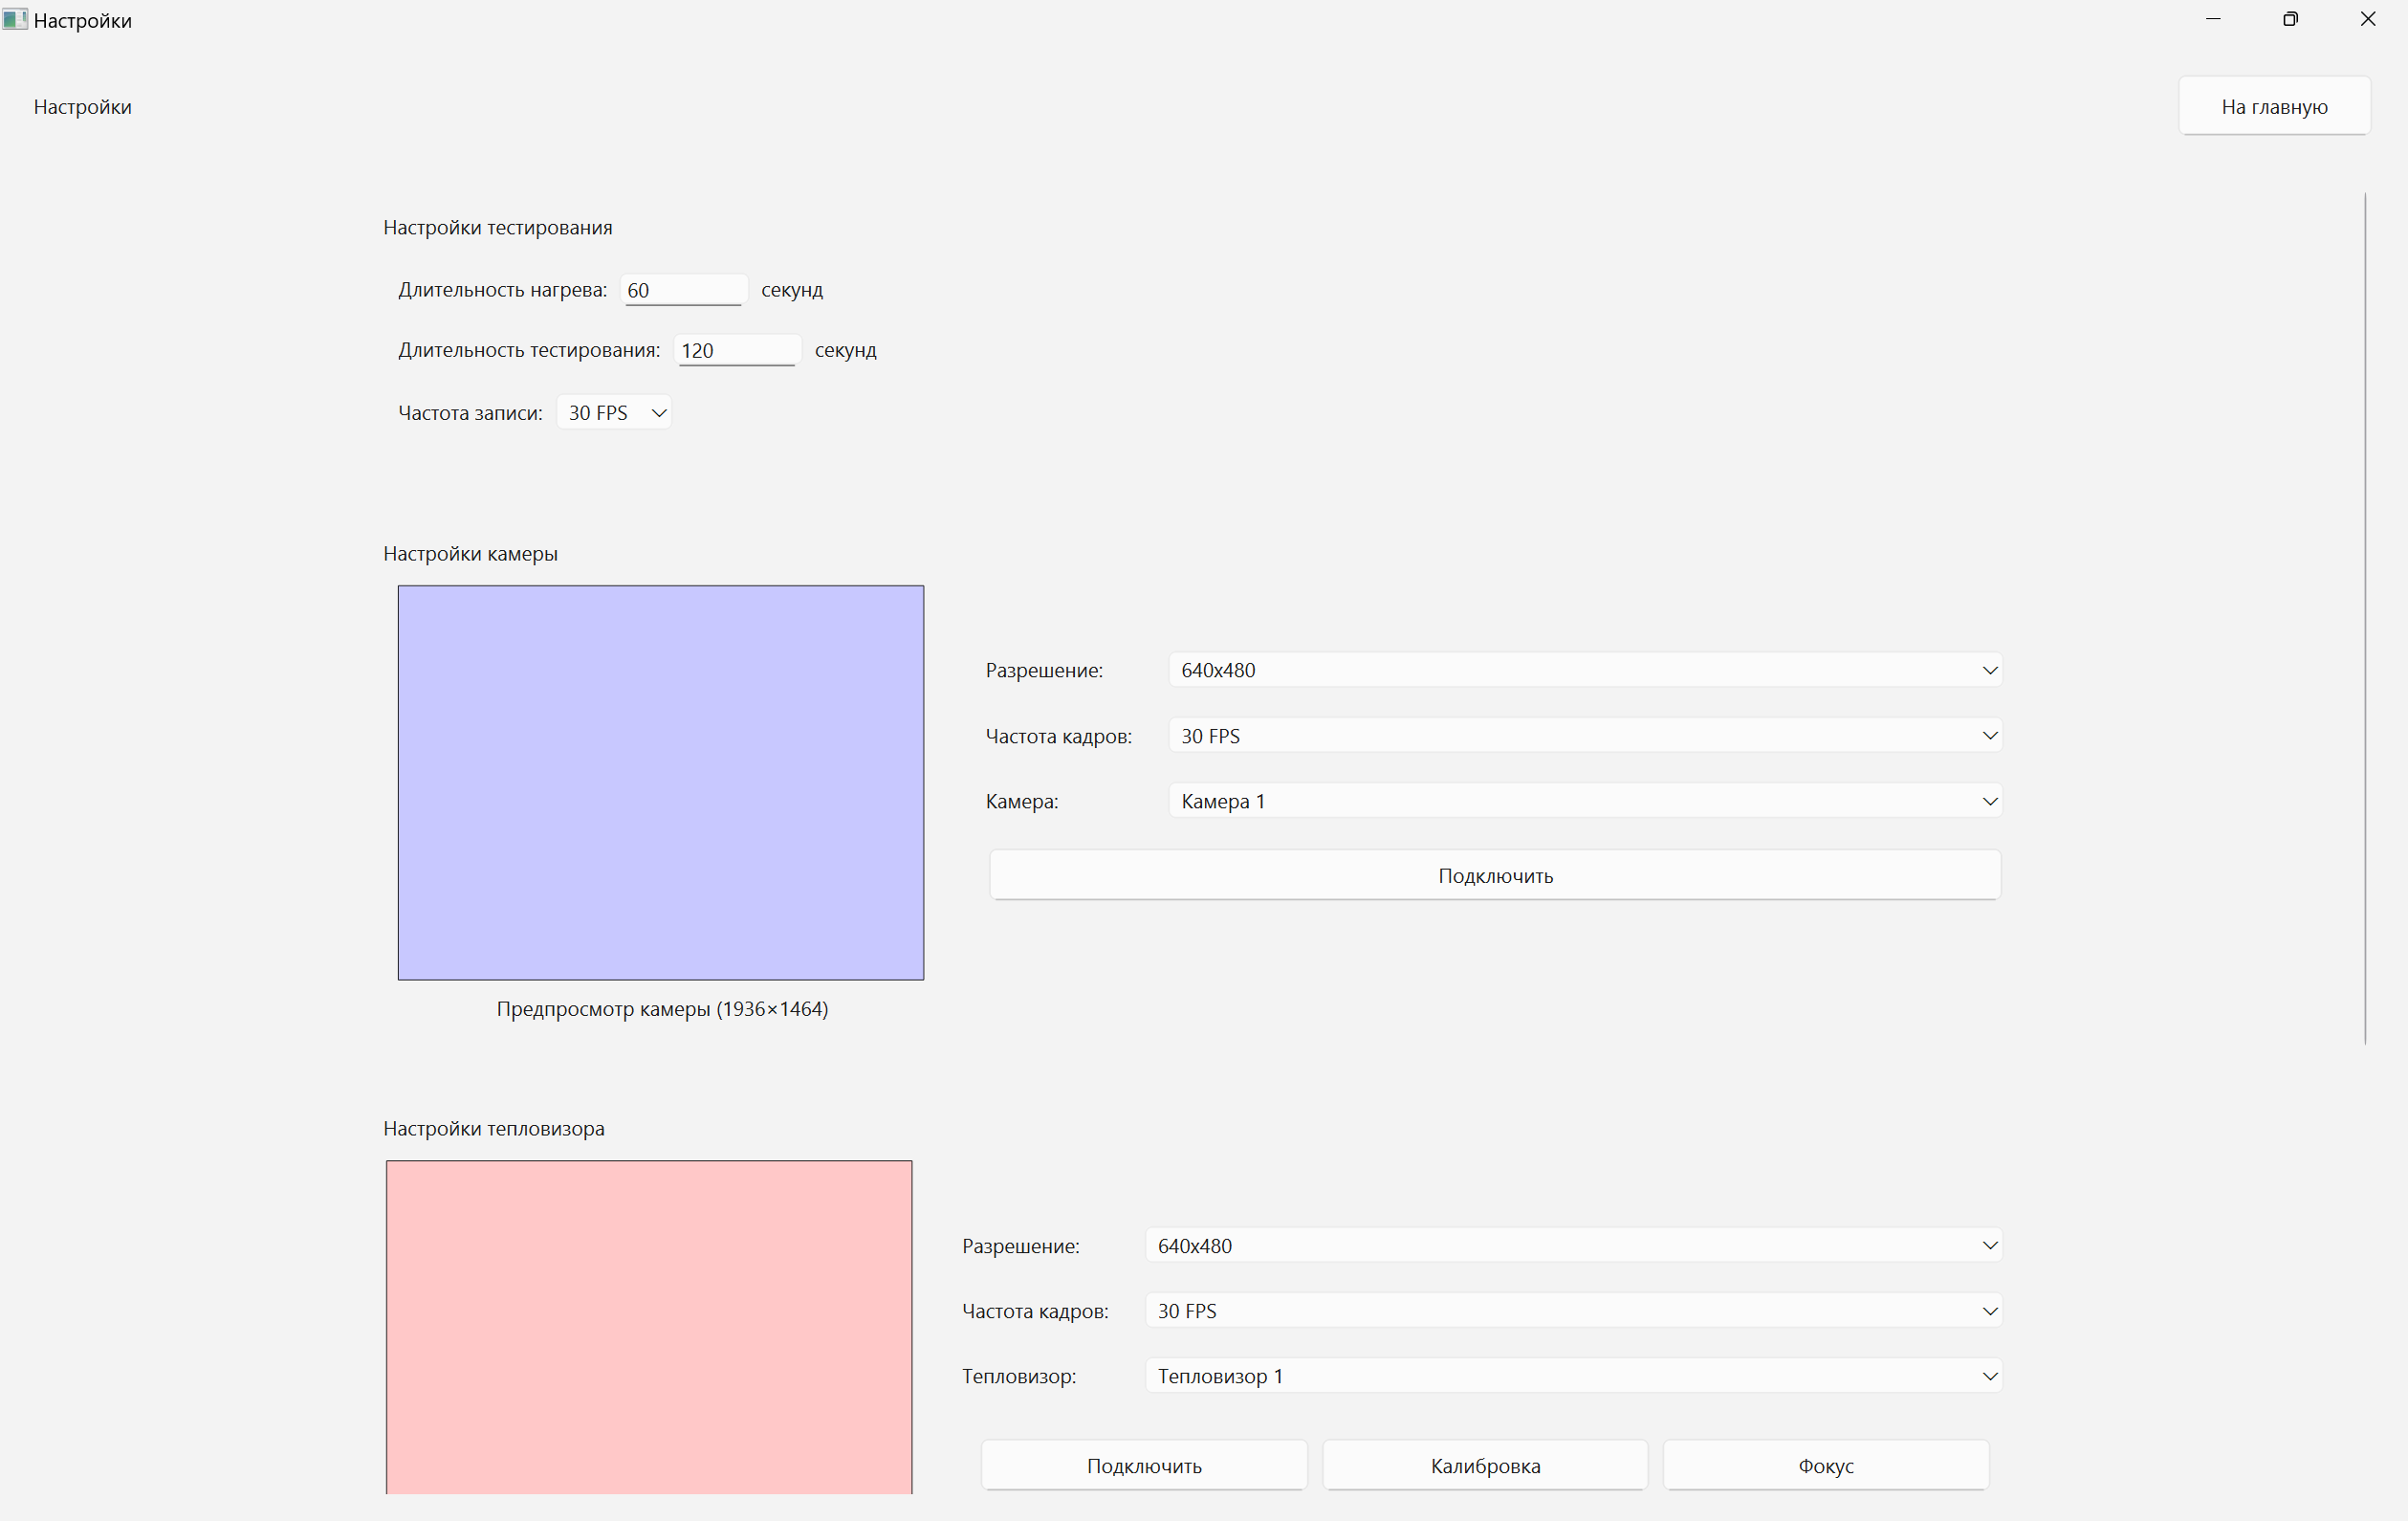 Настройки
Настройки
На главную
Настройки тестирования
Длительность нагрева: 60 секунд
Длительность тестирования: 120 секунд
Частота записи: 30 FPS
Настройки камеры
Разрешение: 640x480
Частота кадров: 30 FPS
Камера: Камера 1
Подключить
Предпросмотр камеры (1936×1464)
Настройки тепловизора
Разрешение: 640x480
Частота кадров: 30 FPS
Тепловизор: Тепловизор 1
Подключить Калибровка Фокус